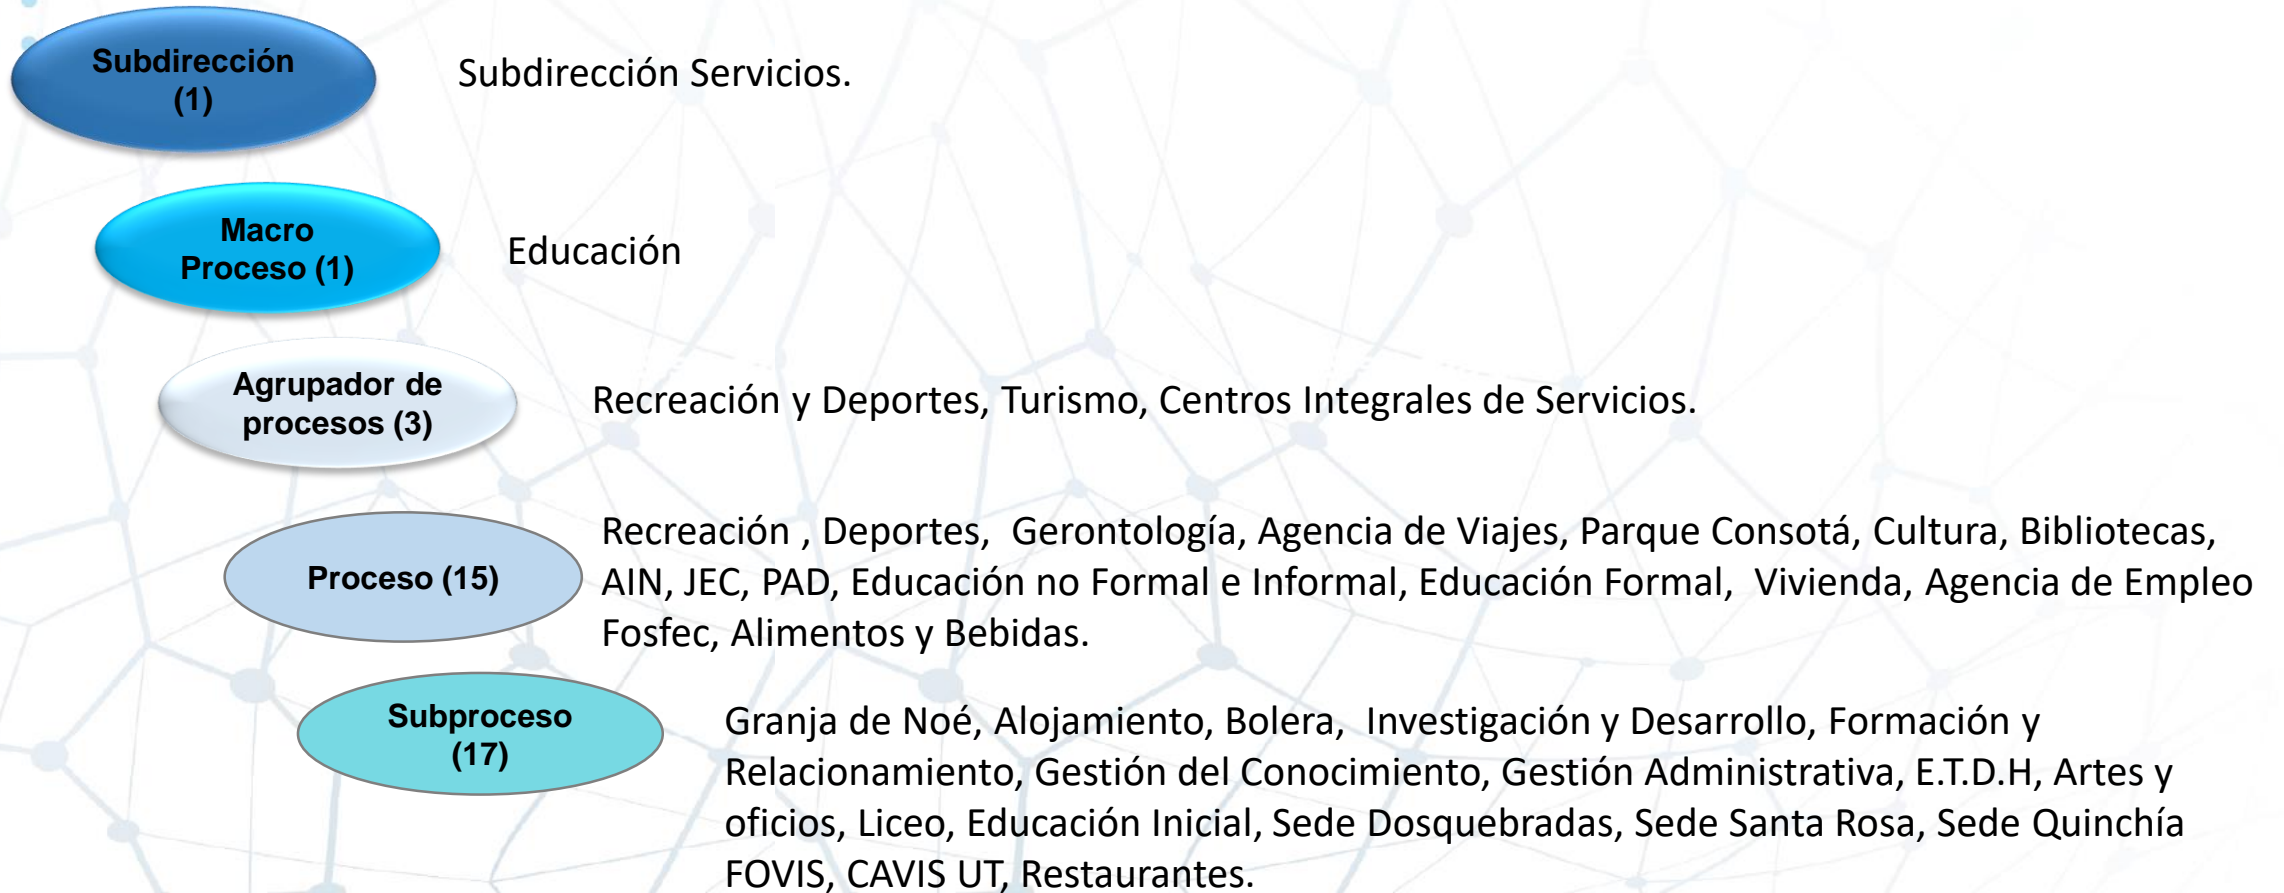 Subdirección
(1)
Subdirección Servicios.
Macro
Proceso (1)
Educación
Agrupador de
procesos (3)
Recreación y Deportes, Turismo, Centros Integrales de Servicios.
Proceso (15)
Recreación , Deportes,  Gerontología, Agencia de Viajes, Parque Consotá, Cultura, Bibliotecas,
AIN, JEC, PAD, Educación no Formal e Informal, Educación Formal,  Vivienda, Agencia de Empleo
Fosfec, Alimentos y Bebidas.
Subproceso
(17)
Granja de Noé, Alojamiento, Bolera,  Investigación y Desarrollo, Formación y
Relacionamiento, Gestión del Conocimiento, Gestión Administrativa, E.T.D.H, Artes y
oficios, Liceo, Educación Inicial, Sede Dosquebradas, Sede Santa Rosa, Sede Quinchía
FOVIS, CAVIS UT, Restaurantes.